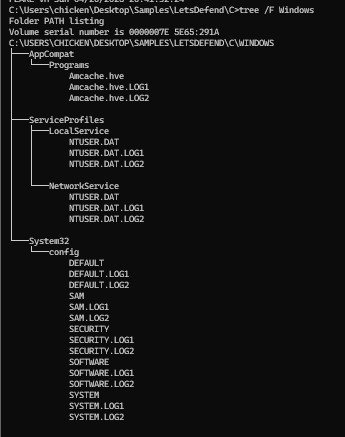 C:\Users\chicken\Desktop\Samples\LetsDefend\C>tree /F Windows
Folder PATH listing
Volume serial number is 0000007E 5E65:291A
C:\USERS\CHICKEN\DESKTOP\SAMPLES\LETSDEFEND\C\WINDOWS
├───AppCompat
│   └───Programs
│           Amcache.hve
│           Amcache.hve.LOG1
│           Amcache.hve.LOG2
│
├───ServiceProfiles
│   ├───LocalService
│   │       NTUSER.DAT
│   │       NTUSER.DAT.LOG1
│   │       NTUSER.DAT.LOG2
│   │
│   └───NetworkService
│           NTUSER.DAT
│           NTUSER.DAT.LOG1
│           NTUSER.DAT.LOG2
│
└───System32
    └───config
            DEFAULT
            DEFAULT.LOG1
            DEFAULT.LOG2
            SAM
            SAM.LOG1
            SAM.LOG2
            SECURITY
            SECURITY.LOG1
            SECURITY.LOG2
            SOFTWARE
            SOFTWARE.LOG1
            SOFTWARE.LOG2
            SYSTEM
            SYSTEM.LOG1
            SYSTEM.LOG2